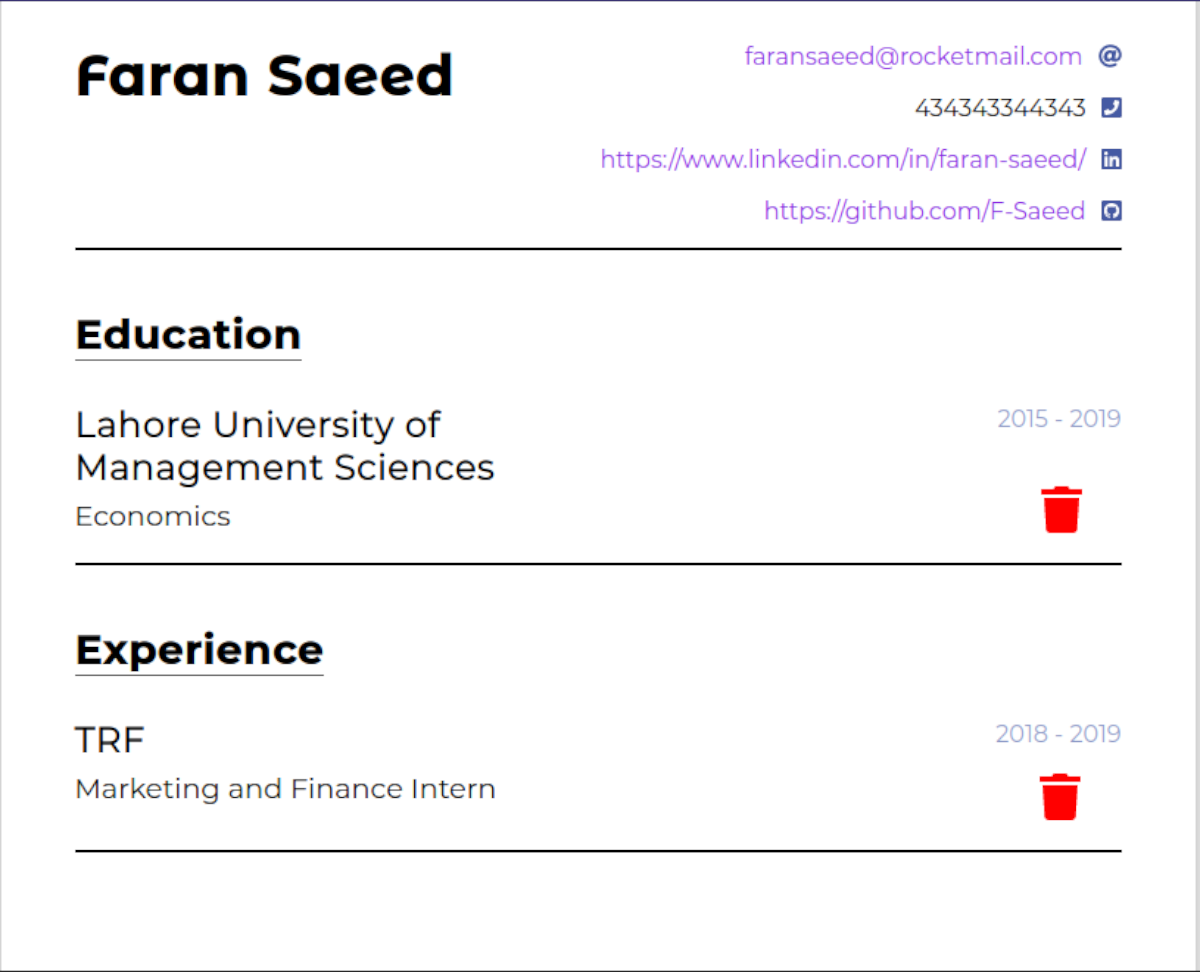 Faran Saeed
faransaeed@rocketmail.com
434343344343
https://www.linkedin.com/in/faran-saeed/
https://github.com/F-Saeed
Education
Lahore University of
Management Sciences
2015 - 2019
Economics
Experience
TRF
2018 - 2019
Marketing and Finance Intern